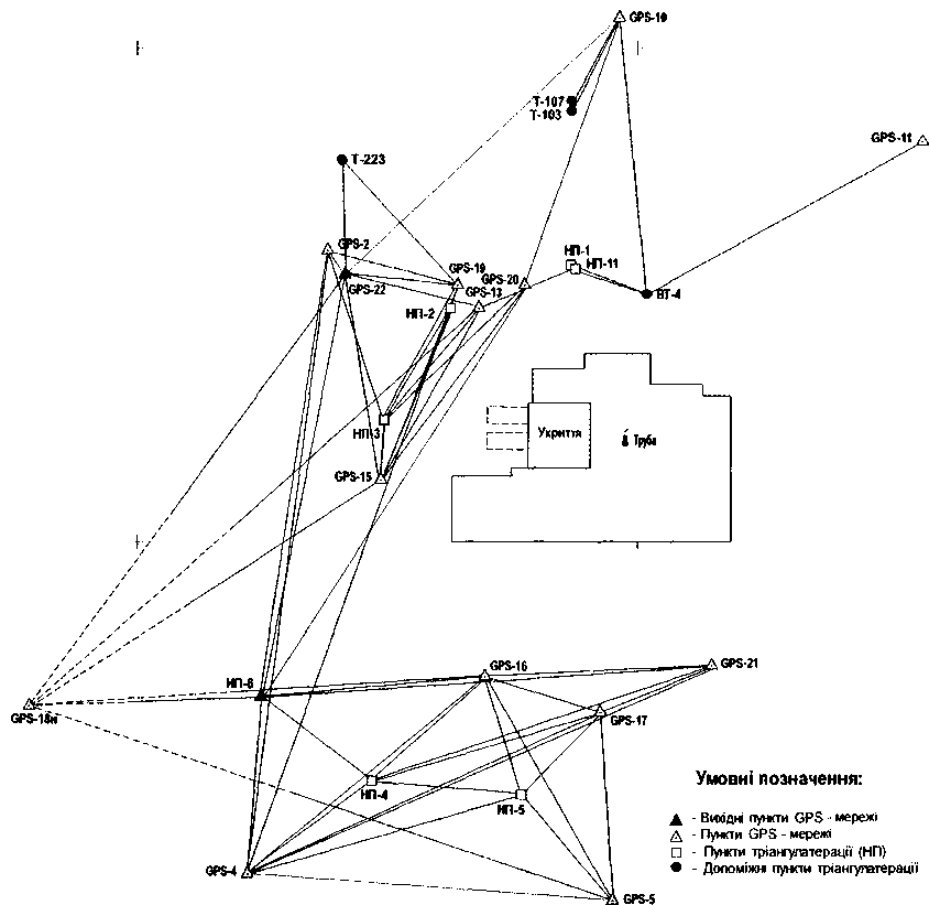 GPS-10
Т-107
Т-103
GPS-11
Т-223
GPS-2
НП-1
НП-11
GPS-19
GPS-20
GPS-22
GPS-13
ВТ-4
НП-2
НП-3
Укриття
Труба
GPS-15
GPS-16
GPS-21
НП-6
GPS-18н
GPS-17
НП-4
НП-5
GPS-4
GPS-5
Умовні позначення:
- Вихідні пункти GPS - мережі
- Пункти GPS - мережі
- Пункти тріангулатерації (НП)
- Допоміжні пункти тріангулатерації